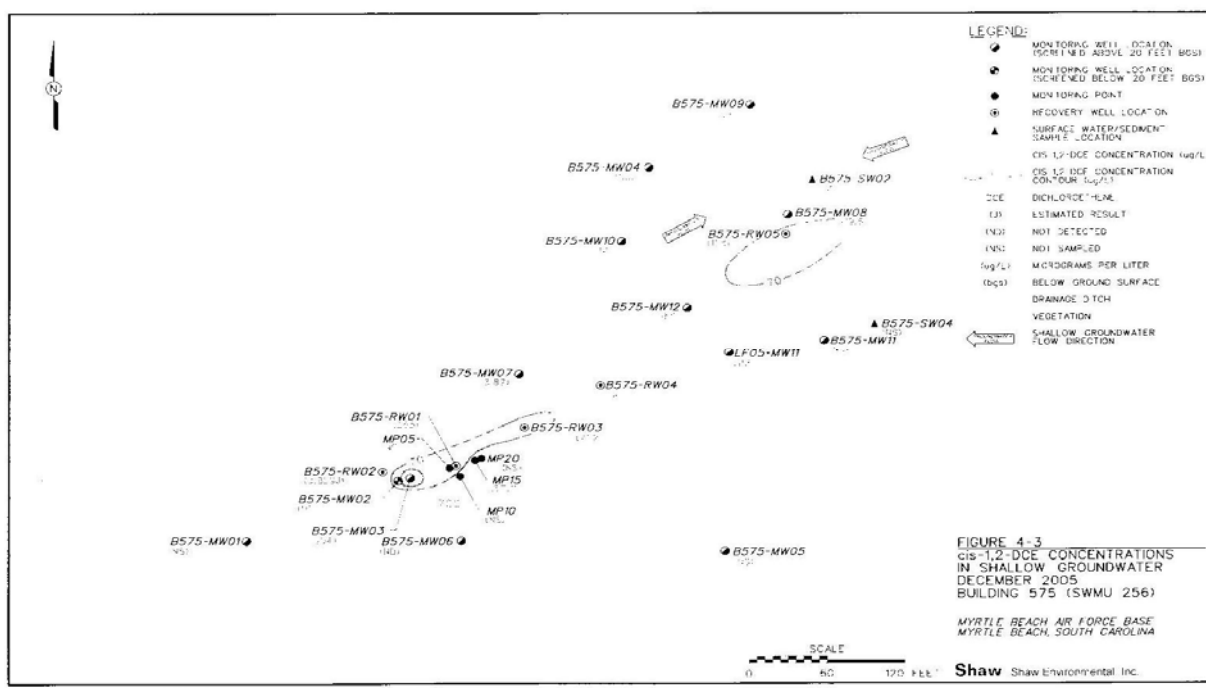 N
B575-MW09
B575-MW04
B575-SW02
B575-MW08
B575-RW05
B575-MW10
70
B575-MW12
B575-SW04
(NS)
B575-MW11
LF05-MW11
B575-MW07
B575-RW04
B575-RW01
MP05
B575-RW03
70
MP20
(NS)
B575-RW02
MP15
B575-MW02
700
MP10
(NS)
B575-MW03
B575-MW06
(ND)
B575-MW01
(NS)
B575-MW05
(NS)
LEGEND:
MONITORING WELL LOCATION
(SCREENED ABOVE 20 FEET BGS)
MONITORING WELL LOCATION
(SCREENED BELOW 20 FEET BGS)
MONITORING POINT
RECOVERY WELL LOCATION
SURFACE WATER/SEDIMENT
SAMPLE LOCATION
CIS 1,2-DCE CONCENTRATION (ug/L
CIS 1,2 DCE CONCENTRATION
CONTOUR (ug/L)
DCE DICHLOROETHENE
(J) ESTIMATED RESULT
(ND) NOT DETECTED
(NS) NOT SAMPLED
(ug/L) MICROGRAMS PER LITER
(bgs) BELOW GROUND SURFACE
DRAINAGE DITCH
VEGETATION
SHALLOW GROUNDWATER
FLOW DIRECTION
FIGURE 4-3
cis-1,2-DCE CONCENTRATIONS
IN SHALLOW GROUNDWATER
DECEMBER 2005
BUILDING 575 (SWMU 256)
MYRTLE BEACH AIR FORCE BASE
MYRTLE BEACH, SOUTH CAROLINA
SCALE
0 60 120 FEET
Shaw Shaw Environmental, Inc.